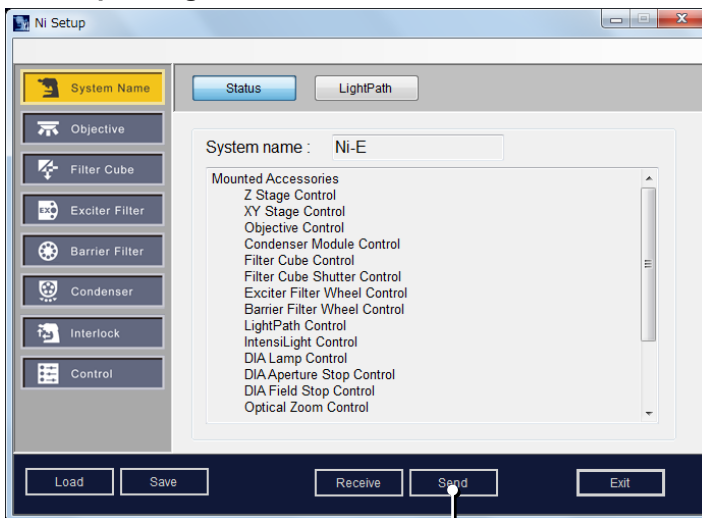 Ni Setup
System Name
Objective
Filter Cube
EXC Exciter Filter
Barrier Filter
Condenser
Interlock
Control
Status LightPath
System name : Ni-E
Mounted Accessories
Z Stage Control
XY Stage Control
Objective Control
Condenser Module Control
Filter Cube Control
Filter Cube Shutter Control
Exciter Filter Wheel Control
Barrier Filter Wheel Control
LightPath Control
IntensiLight Control
DIA Lamp Control
DIA Aperture Stop Control
DIA Field Stop Control
Optical Zoom Control
Load Save Receive Send Exit